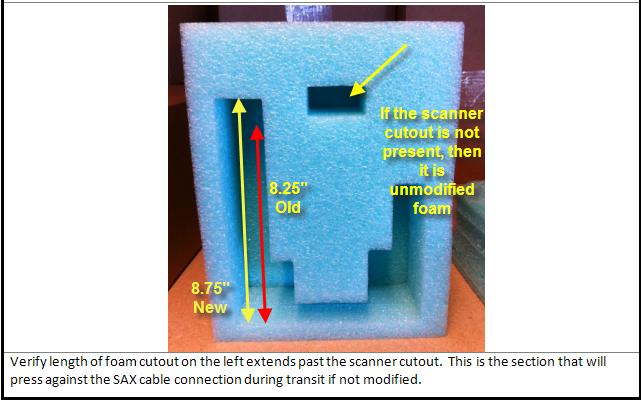 If the scanner
cutout is not
present, then
it is
unmodified
foam
8.25"
Old
8.75"
New
Verify length of foam cutout on the left extends past the scanner cutout.  This is the section that will
press against the SAX cable connection during transit if not modified.